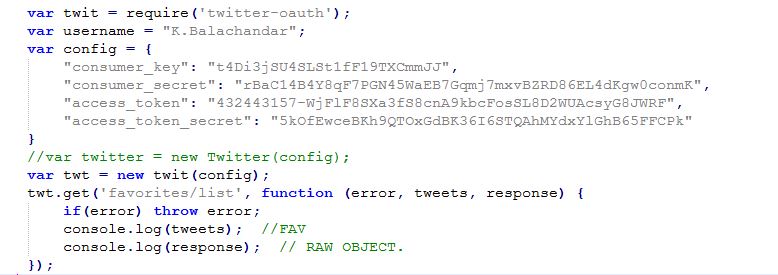 var twit = require('twitter-oauth');
var username = "K.Balachandar";
var config = {
"consumer_key": "t4Di3jSU4SLSt1fF19TXCmmJJ",
"consumer_secret": "rBaC14B4Y8qF7PGN45WaEB7Gqmj7mxvBZRD86EL4dKgw0conmK",
"access_token": "432443157-WjFlF8SXa3fS8cnA9kbcFosSL8D2WUAcsyG8JWRF",
"access_token_secret": "5kOfEwceBKh9QTOxGdBK36I6STQAhMYdxYlGhB65FFCPk"
}
//var twitter = new Twitter(config);
var twt = new twit(config);
twt.get('favorites/list', function (error, tweets, response) {
if(error) throw error;
console.log(tweets);  //FAV
console.log(response);  // RAW OBJECT.
});